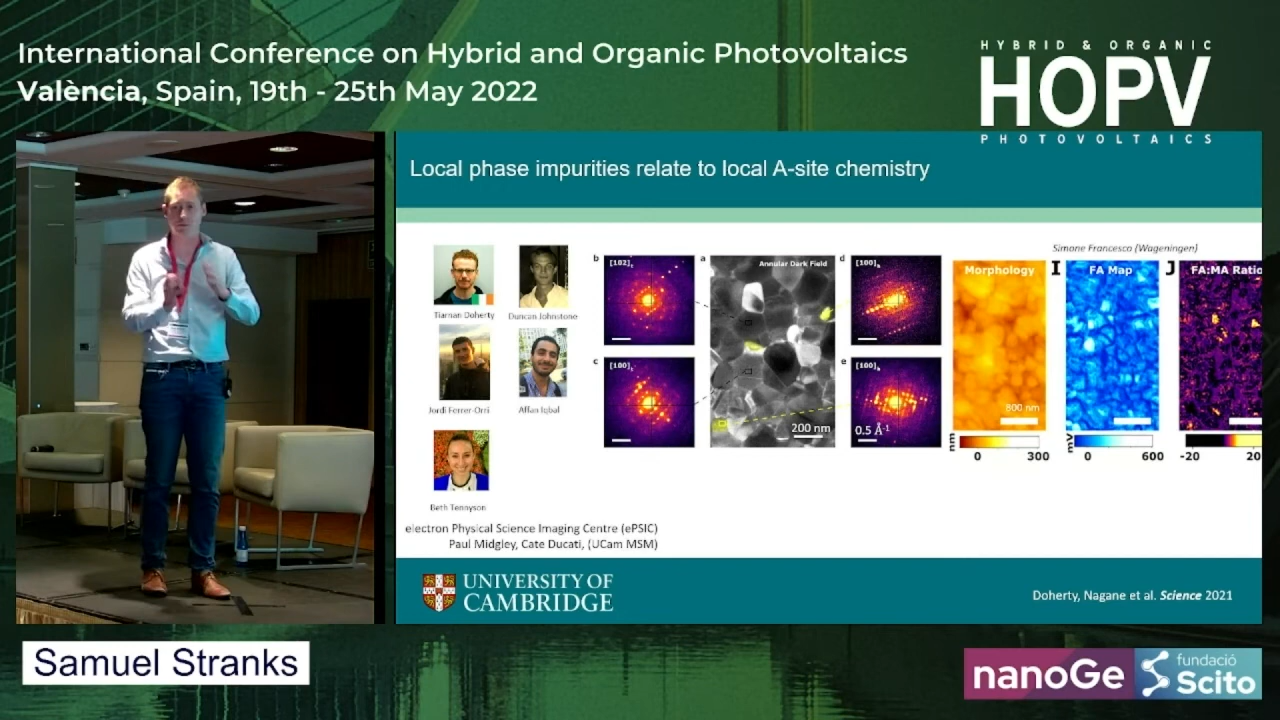 International Conference on Hybrid and Organic Photovoltaics
València, Spain, 19th - 25th May 2022
HYBRID & ORGANIC
HOPV
PHOTOVOLTAICS
Local phase impurities relate to local A-site chemistry
Simone Francesco (Wageningen)
Tiarnan Doherty
Duncan Johnstone
Jordi Ferrer-Orri
Affan Iqbal
Beth Tennyson
b
[102]t
c
[100]t
a
Annular Dark Field
200 nm
d
[100]h
e
[100]h
0.5 Å-1
Morphology
800 nm
nm
0
300
I
FA Map
mV
0
600
J
FA:MA Ratio
-20
20
electron Physical Science Imaging Centre (ePSIC)
Paul Midgley, Cate Ducati, (UCam MSM)
UNIVERSITY OF
CAMBRIDGE
Doherty, Nagane et al. Science 2021
Samuel Stranks
nanoGe
fundació
Scito